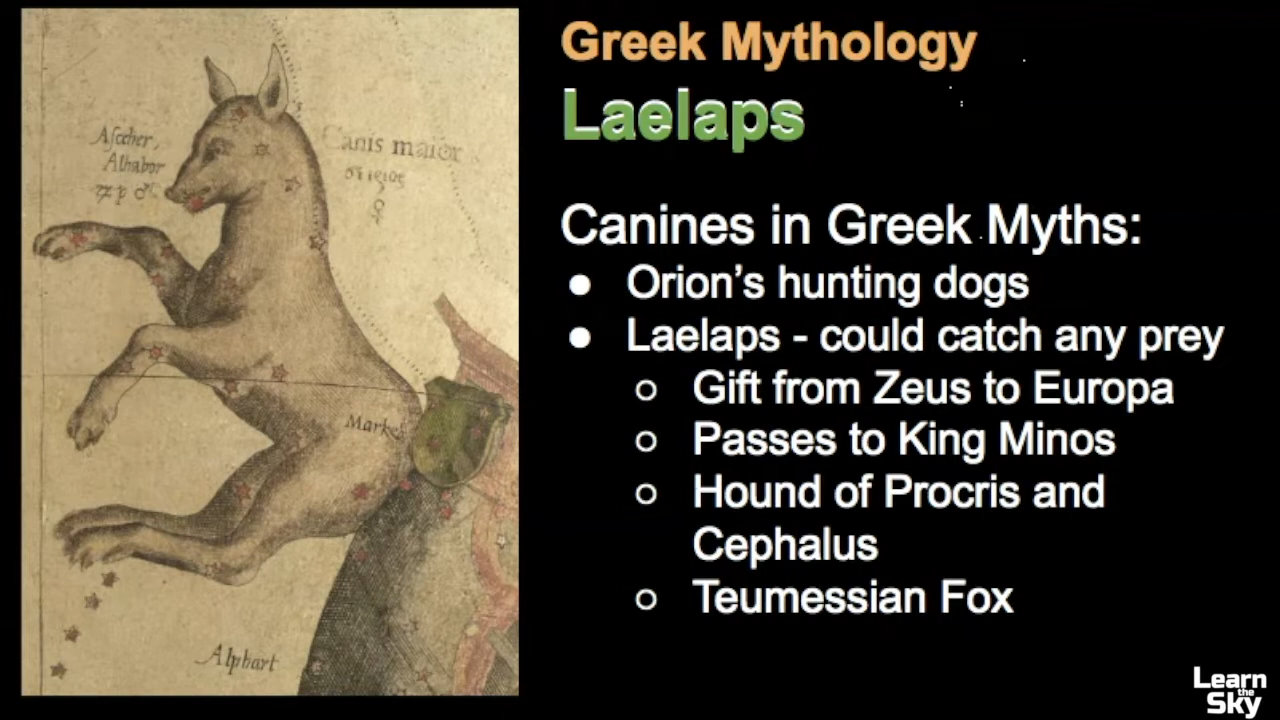 Greek Mythology
Laelaps
Canines in Greek Myths:
● Orion's hunting dogs
● Laelaps - could catch any prey
○ Gift from Zeus to Europa
○ Passes to King Minos
○ Hound of Procris and
Cephalus
○ Teumessian Fox
Canis maior
Alhabor
Alphart
Learn
the
Sky